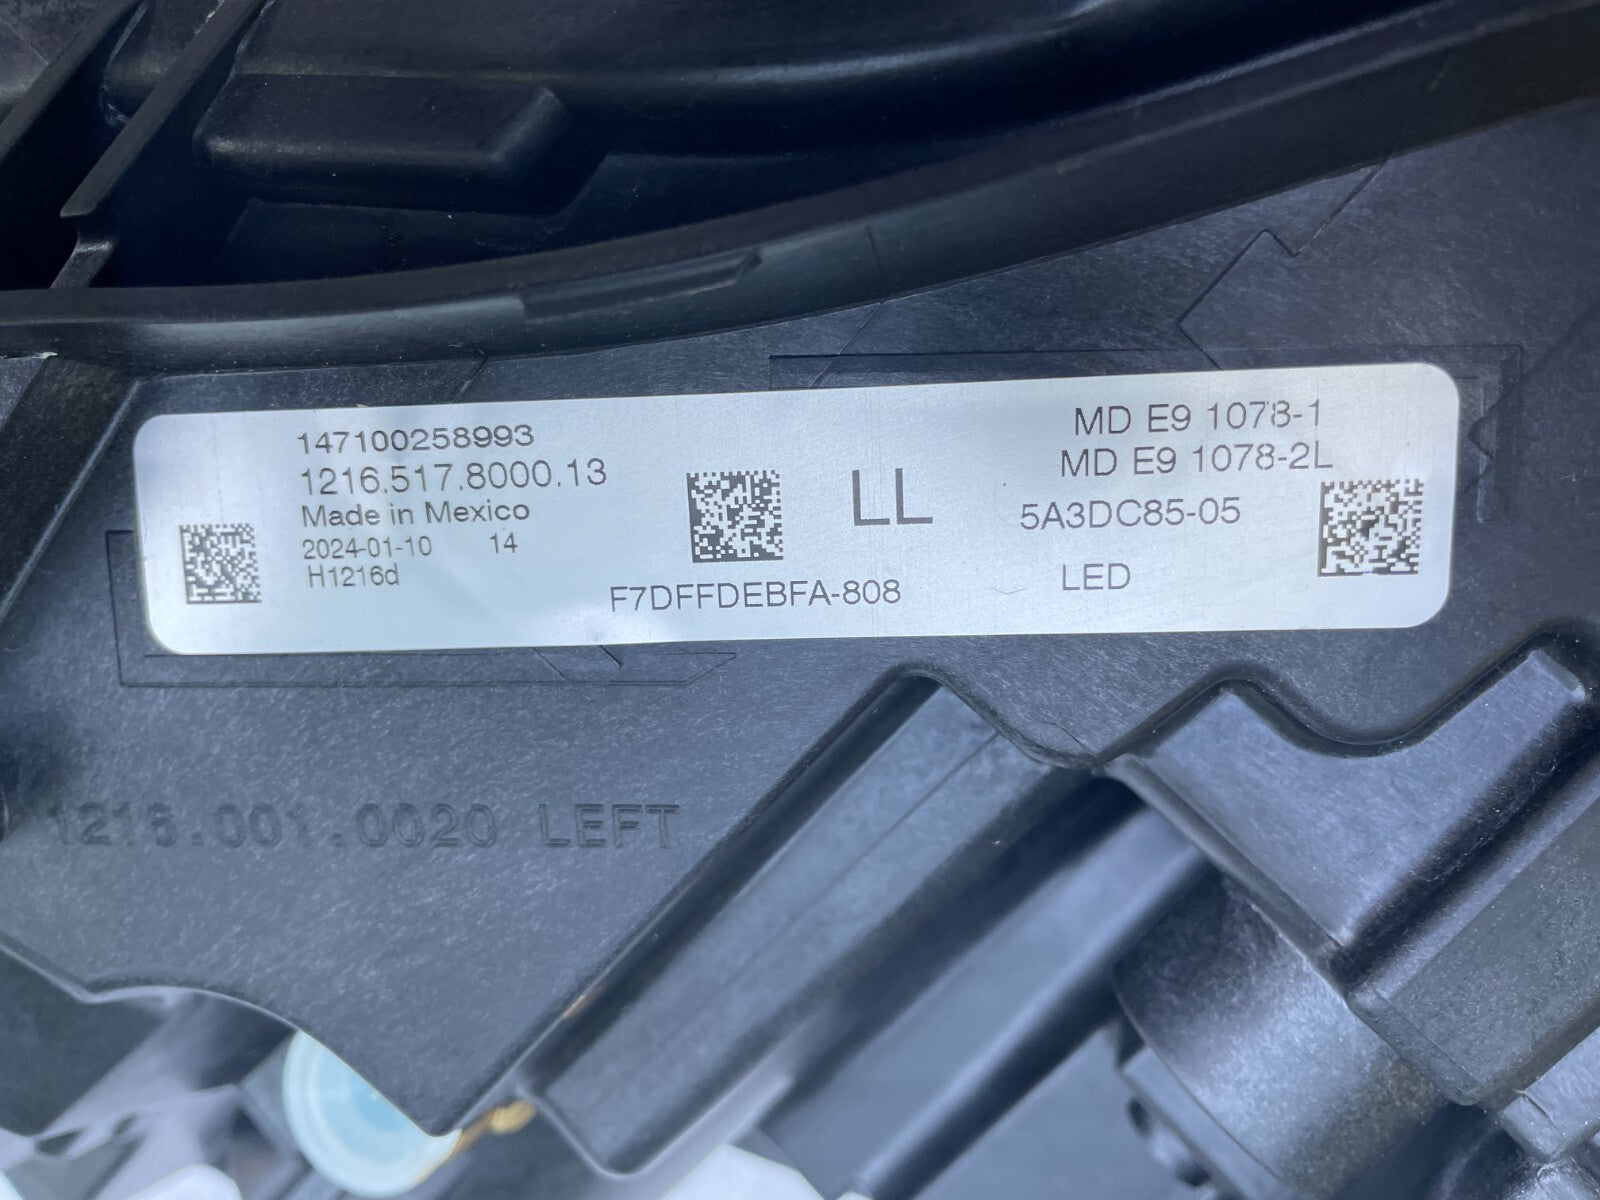 147100258993
1216.517.8000.13
Made in Mexico
2024-01-10 14
H1216d
F7DFFDEBFA-808
LL
MD E9 1078-1
MD E9 1078-2L
5A3DC85-05
LED
1216.001.0020 LEFT